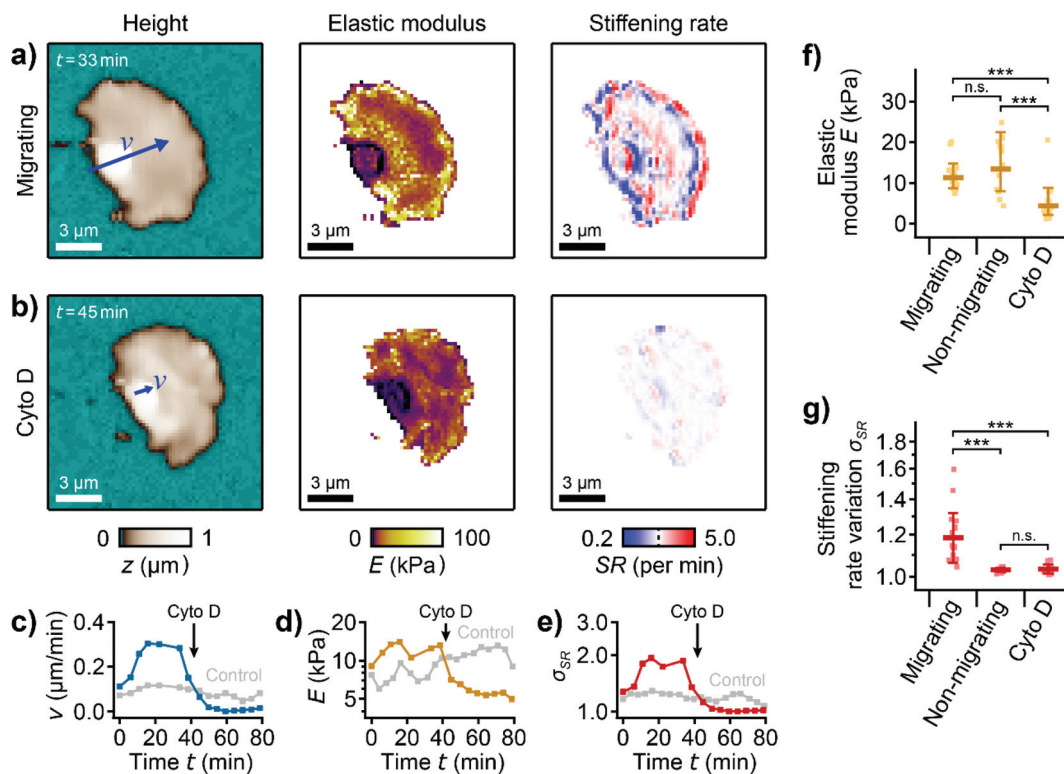 Height Elastic modulus Stiffening rate
a)
Migrating
t = 33 min
v
3 µm
3 µm
3 µm
b)
Cyto D
t = 45 min
v
3 µm
3 µm
3 µm
0 1
z (µm)
0 100
E (kPa)
0.2 5.0
SR (per min)
c)
v (µm/min)
0.4
0.2
0.0
Cyto D
Control
0 20 40 60 80
Time t (min)
d)
E (kPa)
20
10
5
Cyto D
Control
0 20 40 60 80
Time t (min)
e)
σSR
3.0
2.0
1.0
Cyto D
Control
0 20 40 60 80
Time t (min)
f)
Elastic
modulus E (kPa)
30
20
10
0
***
n.s.
***
Migrating
Non-migrating
Cyto D
g)
Stiffening
rate variation σSR
1.8
1.6
1.4
1.2
1.0
***
***
n.s.
Migrating
Non-migrating
Cyto D